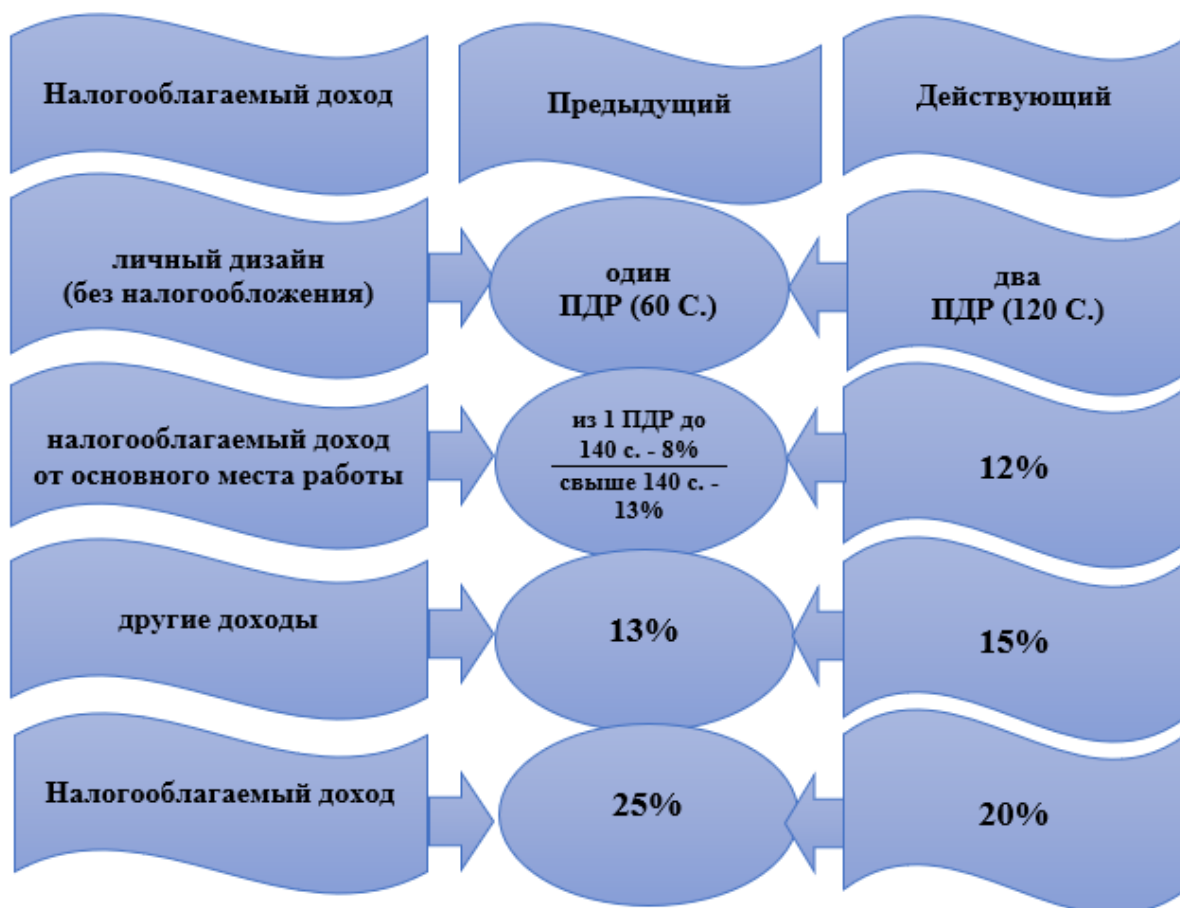 Налогооблагаемый доход
Предыдущий
Действующий
личный дизайн
(без налогообложения)
один
ПДР (60 С.)
два
ПДР (120 С.)
налогооблагаемый доход
от основного места работы
из 1 ПДР до
140 с. - 8%
свыше 140 с. -
13%
12%
другие доходы
13%
15%
Налогооблагаемый доход
25%
20%